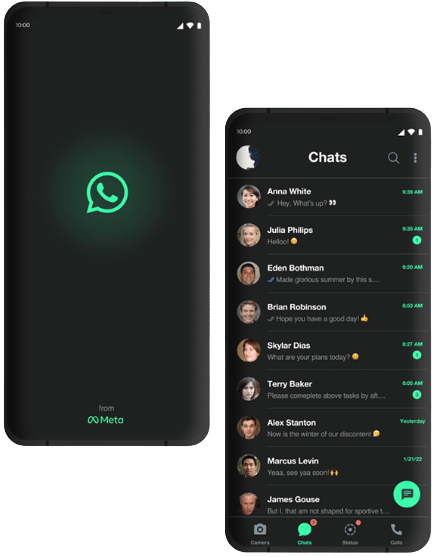 10:00
from
Meta
10:00
Chats
Anna White
9:39 AM
Hey, What's up? 👀
Julia Philips
9:35 AM
Helloo! 😄
1
Eden Bothman
9:20 AM
Made glorious summer by this s....
Brian Robinson
8:53 AM
Hope you have a good day! 👍
Skylar Dias
8:27 AM
What are your plans today? 😄
1
Terry Baker
8:05 AM
Please comeplete above tasks by aft...
3
Alex Stanton
Yesterday
Now is the winter of our discontent 🤔
Marcus Levin
1/21/22
Yeaa, see yaa soon! 🙌
James Gouse
But I, that am not shaped for sportive t...
Camera
Chats
Status
Calls